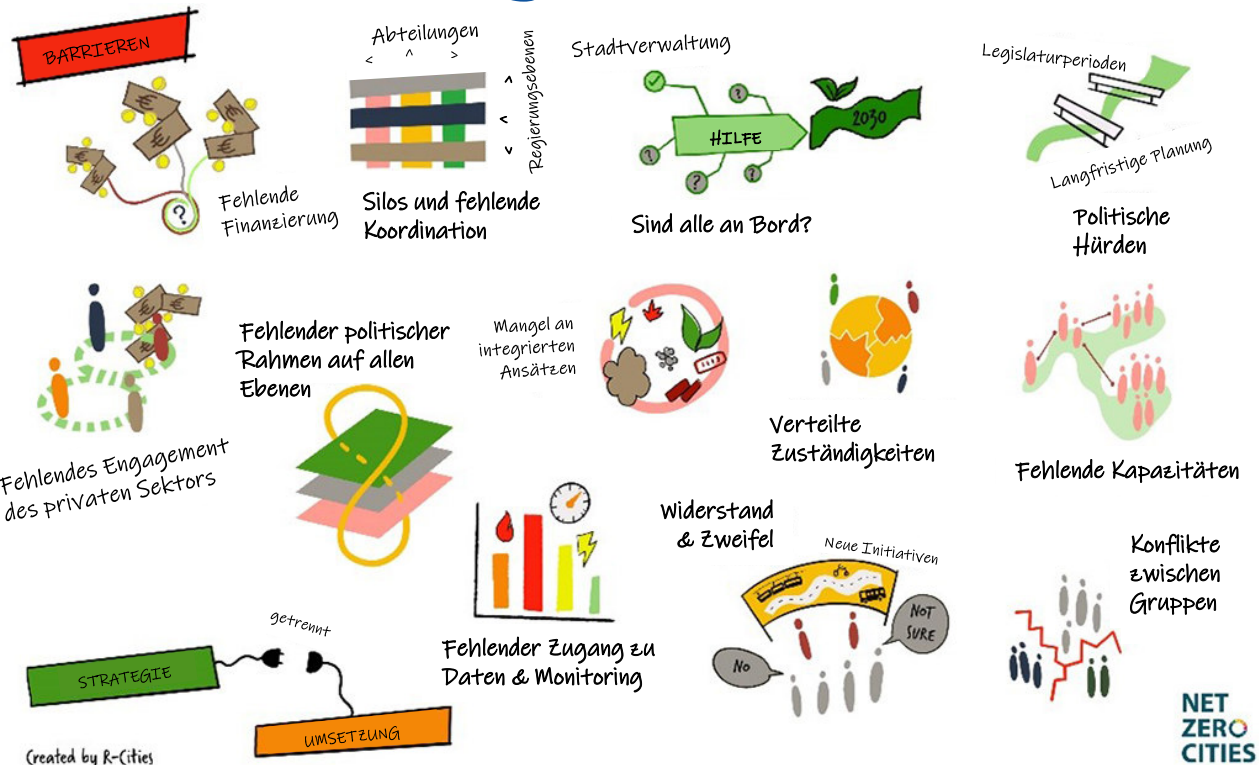 BARRIEREN
Fehlende
Finanzierung
Abteilungen
Regierungsebenen
Silos und fehlende
Koordination
Stadtverwaltung
HILFE
2030
?
?
?
?
?
Sind alle an Bord?
Legislaturperioden
Langfristige Planung
Politische
Hürden
Fehlendes Engagement
des privaten Sektors
Fehlender politischer
Rahmen auf allen
Ebenen
Mangel an
integrierten
Ansätzen
Verteilte
Zuständigkeiten
Fehlende Kapazitäten
STRATEGIE
getrennt
UMSETZUNG
Fehlender Zugang zu
Daten & Monitoring
Widerstand
& Zweifel
Neue Initiativen
NOT
SURE
No
Konflikte
zwischen
Gruppen
Created by R-Cities
NET
ZERO
CITIES